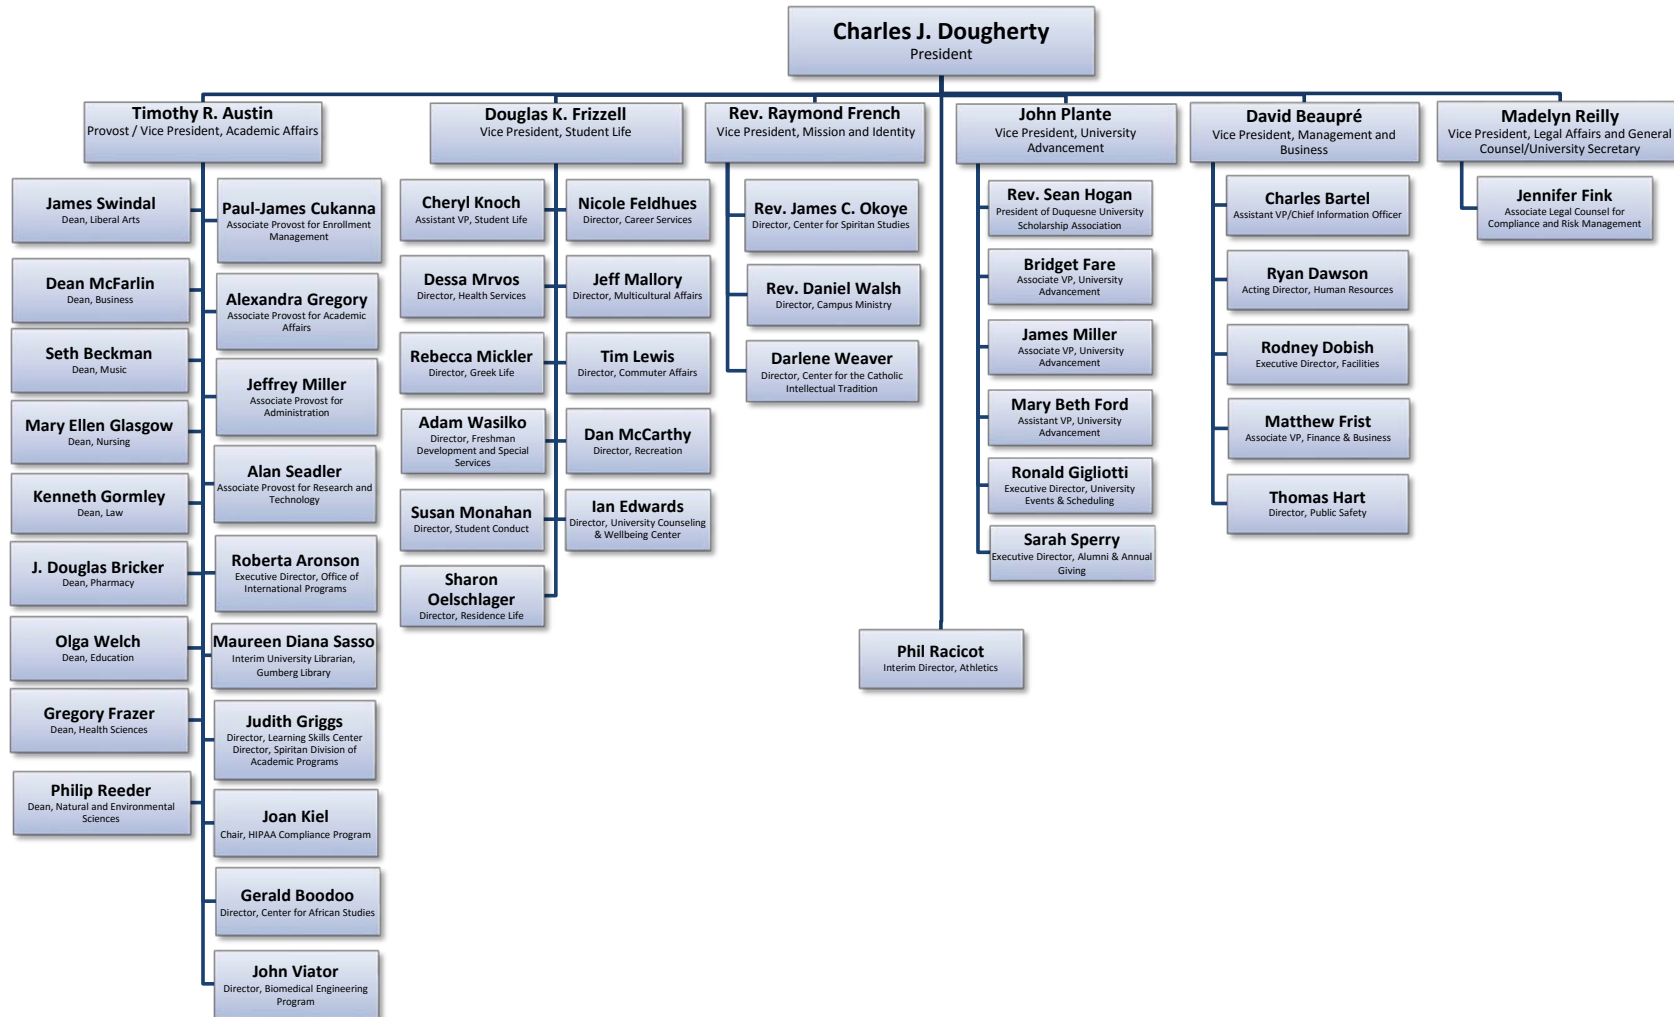 Charles J. Dougherty
President
Timothy R. Austin
Provost / Vice President, Academic Affairs
Douglas K. Frizzell
Vice President, Student Life
Rev. Raymond French
Vice President, Mission and Identity
John Plante
Vice President, University
Advancement
David Beaupré
Vice President, Management and
Business
Madelyn Reilly
Vice President, Legal Affairs and General
Counsel/University Secretary
James Swindal
Dean, Liberal Arts
Dean McFarlin
Dean, Business
Seth Beckman
Dean, Music
Mary Ellen Glasgow
Dean, Nursing
Kenneth Gormley
Dean, Law
J. Douglas Bricker
Dean, Pharmacy
Olga Welch
Dean, Education
Gregory Frazer
Dean, Health Sciences
Philip Reeder
Dean, Natural and Environmental
Sciences
Paul-James Cukanna
Associate Provost for Enrollment
Management
Alexandra Gregory
Associate Provost for Academic
Affairs
Jeffrey Miller
Associate Provost for
Administration
Alan Seadler
Associate Provost for Research and
Technology
Roberta Aronson
Executive Director, Office of
International Programs
Maureen Diana Sasso
Interim University Librarian,
Gumberg Library
Judith Griggs
Director, Learning Skills Center
Director, Spiritan Division of
Academic Programs
Joan Kiel
Chair, HIPAA Compliance Program
Gerald Boodoo
Director, Center for African Studies
John Viator
Director, Biomedical Engineering
Program
Cheryl Knoch
Assistant VP, Student Life
Dessa Mrvos
Director, Health Services
Rebecca Mickler
Director, Greek Life
Adam Wasilko
Director, Freshman
Development and Special
Services
Susan Monahan
Director, Student Conduct
Sharon
Oelschlager
Director, Residence Life
Nicole Feldhues
Director, Career Services
Jeff Mallory
Director, Multicultural Affairs
Tim Lewis
Director, Commuter Affairs
Dan McCarthy
Director, Recreation
Ian Edwards
Director, University Counseling
& Wellbeing Center
Rev. James C. Okoye
Director, Center for Spiritan Studies
Rev. Daniel Walsh
Director, Campus Ministry
Darlene Weaver
Director, Center for the Catholic
Intellectual Tradition
Rev. Sean Hogan
President of Duquesne University
Scholarship Association
Bridget Fare
Associate VP, University
Advancement
James Miller
Associate VP, University
Advancement
Mary Beth Ford
Assistant VP, University
Advancement
Ronald Gigliotti
Executive Director, University
Events & Scheduling
Sarah Sperry
Executive Director, Alumni & Annual
Giving
Charles Bartel
Assistant VP/Chief Information Officer
Ryan Dawson
Acting Director, Human Resources
Rodney Dobish
Executive Director, Facilities
Matthew Frist
Associate VP, Finance & Business
Thomas Hart
Director, Public Safety
Jennifer Fink
Associate Legal Counsel for
Compliance and Risk Management
Phil Racicot
Interim Director, Athletics